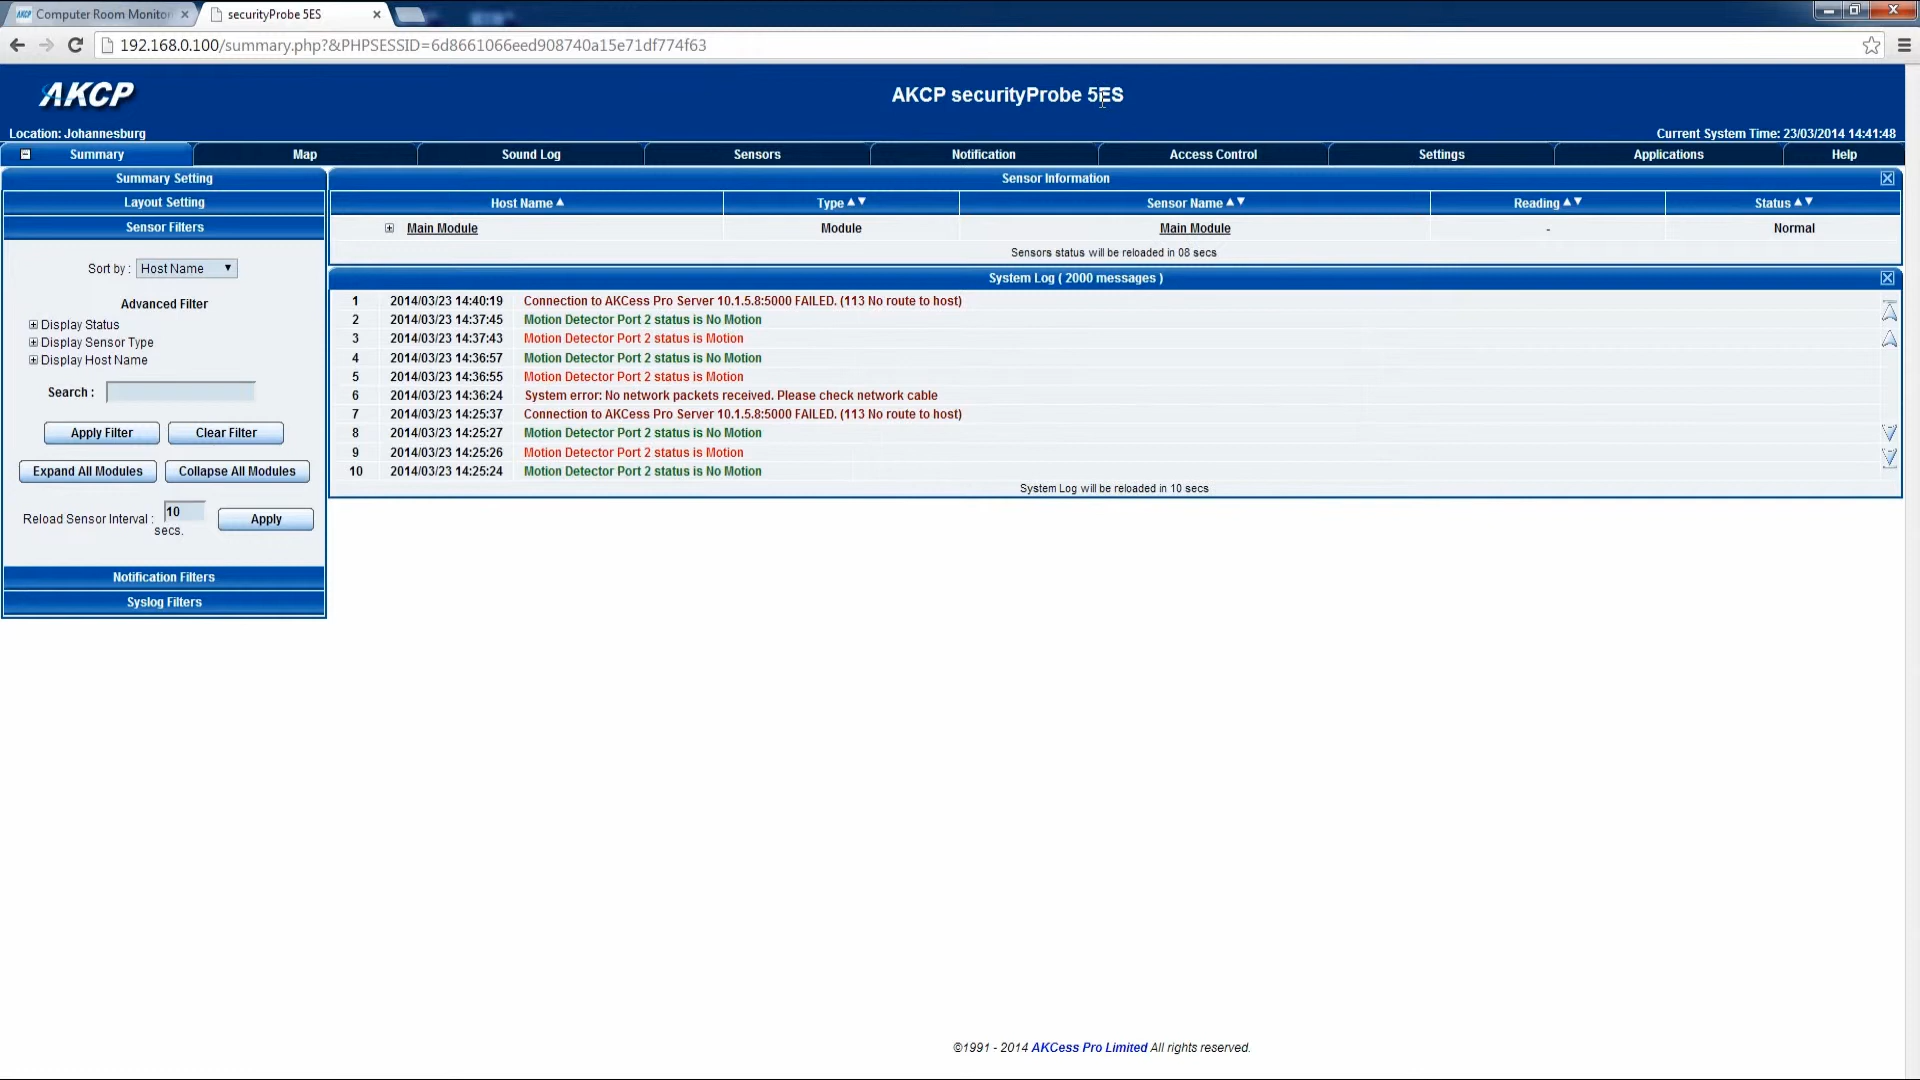 AKCP Computer Room Monitor
securityProbe 5ES
192.168.0.100/summary.php?&PHPSESSID=6d8661066eed908740a15e71df774f63
AKCP
AKCP securityProbe 5ES
Location: Johannesburg
Current System Time: 23/03/2014 14:41:48
Summary Map Sound Log Sensors Notification Access Control Settings Applications Help
Summary Setting
Layout Setting
Sensor Filters
Sort by : Host Name
Advanced Filter
Display Status
Display Sensor Type
Display Host Name
Search :
Apply Filter Clear Filter
Expand All Modules Collapse All Modules
Reload Sensor Interval : 10 secs. Apply
Notification Filters
Syslog Filters
Sensor Information
Host Name Type Sensor Name Reading Status
Main Module Module Main Module - Normal
Sensors status will be reloaded in 08 secs
System Log ( 2000 messages )
1 2014/03/23 14:40:19 Connection to AKCess Pro Server 10.1.5.8:5000 FAILED. (113 No route to host)
2 2014/03/23 14:37:45 Motion Detector Port 2 status is No Motion
3 2014/03/23 14:37:43 Motion Detector Port 2 status is Motion
4 2014/03/23 14:36:57 Motion Detector Port 2 status is No Motion
5 2014/03/23 14:36:55 Motion Detector Port 2 status is Motion
6 2014/03/23 14:36:24 System error: No network packets received. Please check network cable
7 2014/03/23 14:25:37 Connection to AKCess Pro Server 10.1.5.8:5000 FAILED. (113 No route to host)
8 2014/03/23 14:25:27 Motion Detector Port 2 status is No Motion
9 2014/03/23 14:25:26 Motion Detector Port 2 status is Motion
10 2014/03/23 14:25:24 Motion Detector Port 2 status is No Motion
System Log will be reloaded in 10 secs
©1991 - 2014 AKCess Pro Limited All rights reserved.